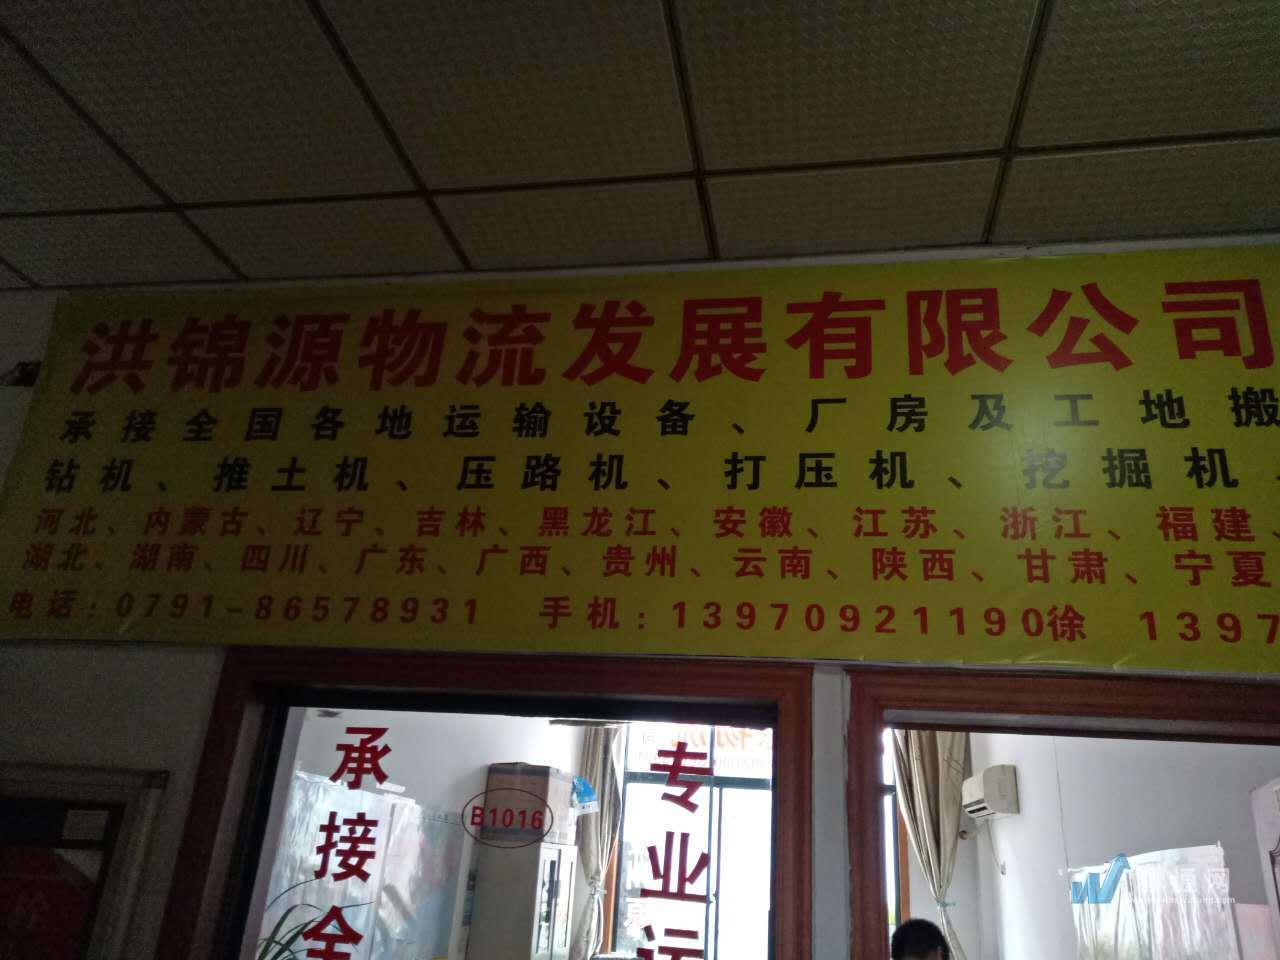 洪锦源物流发展有限公司
承接全国各地运输设备、厂房及工地搬
钻机、推土机、压路机、打压机、挖掘机、
河北、内蒙古、辽宁、吉林、黑龙江、安徽、江苏、浙江、福建、
湖北、湖南、四川、广东、广西、贵州、云南、陕西、甘肃、宁夏
电话:0791-86578931 手机:13970921190徐 1397
承接全
B1016
专业运